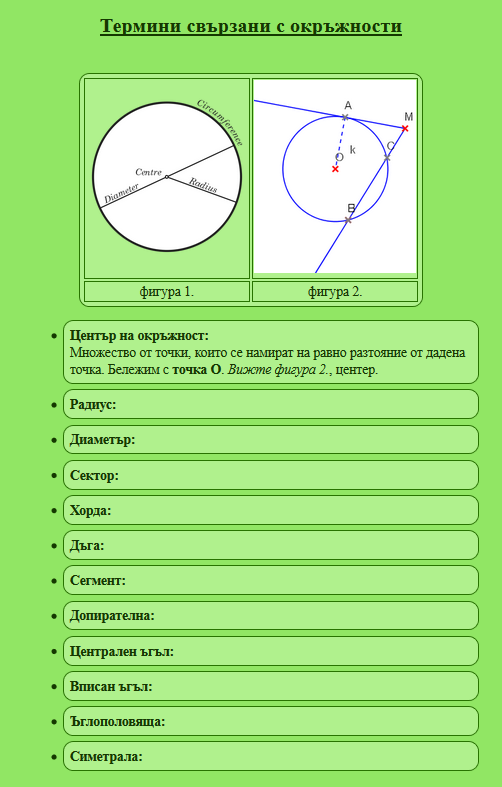 Термини свързани с окръжности
Circumference
Centre
Diameter
Radius
A
M
O
k
C
B
фигура 1.
фигура 2.
Център на окръжност:
Множество от точки, които се намират на равно разтояние от дадена
точка. Бележим с точка О. Вижте фигура 2., центер.
Радиус:
Диаметър:
Сектор:
Хорда:
Дъга:
Сегмент:
Допирателна:
Централен ъгъл:
Вписан ъгъл:
Ъглополовяща:
Симетрала: